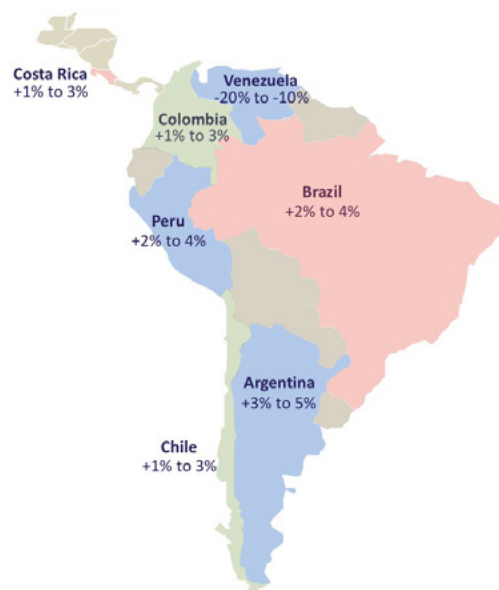 Costa Rica
+1% to 3%
Venezuela
-20% to -10%
Colombia
+1% to 3%
Brazil
+2% to 4%
Peru
+2% to 4%
Argentina
+3% to 5%
Chile
+1% to 3%